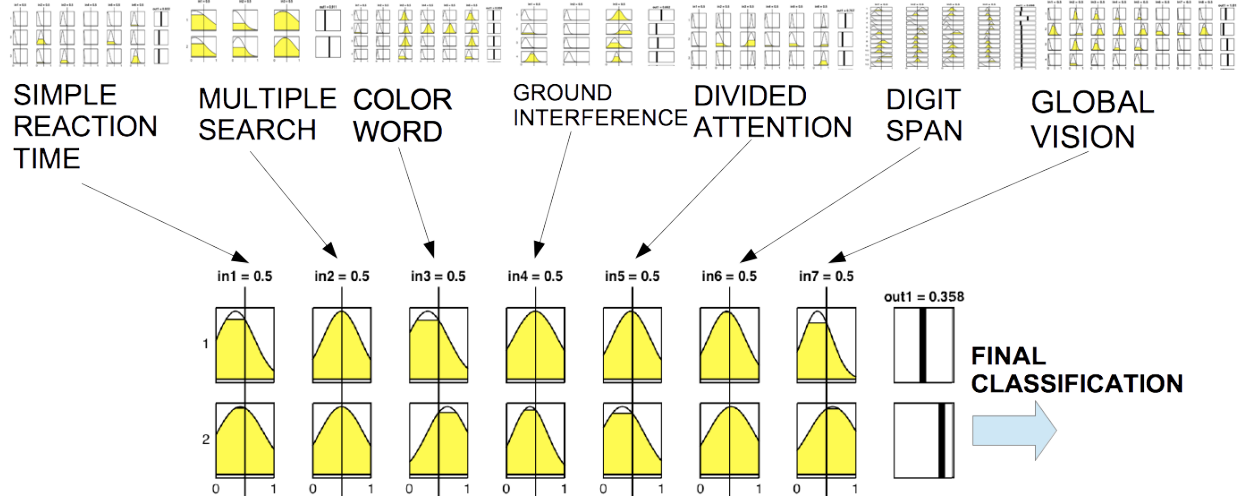 SIMPLE
REACTION
TIME
MULTIPLE
SEARCH
COLOR
WORD
GROUND
INTERFERENCE
DIVIDED
ATTENTION
DIGIT
SPAN
GLOBAL
VISION
in1 = 0.5 in2 = 0.5 in3 = 0.5 in4 = 0.5 in5 = 0.5 in6 = 0.5 in7 = 0.5
out1 = 0.358
1
FINAL
CLASSIFICATION
2
0 1 0 1 0 1 0 1 0 1 0 1 0 1